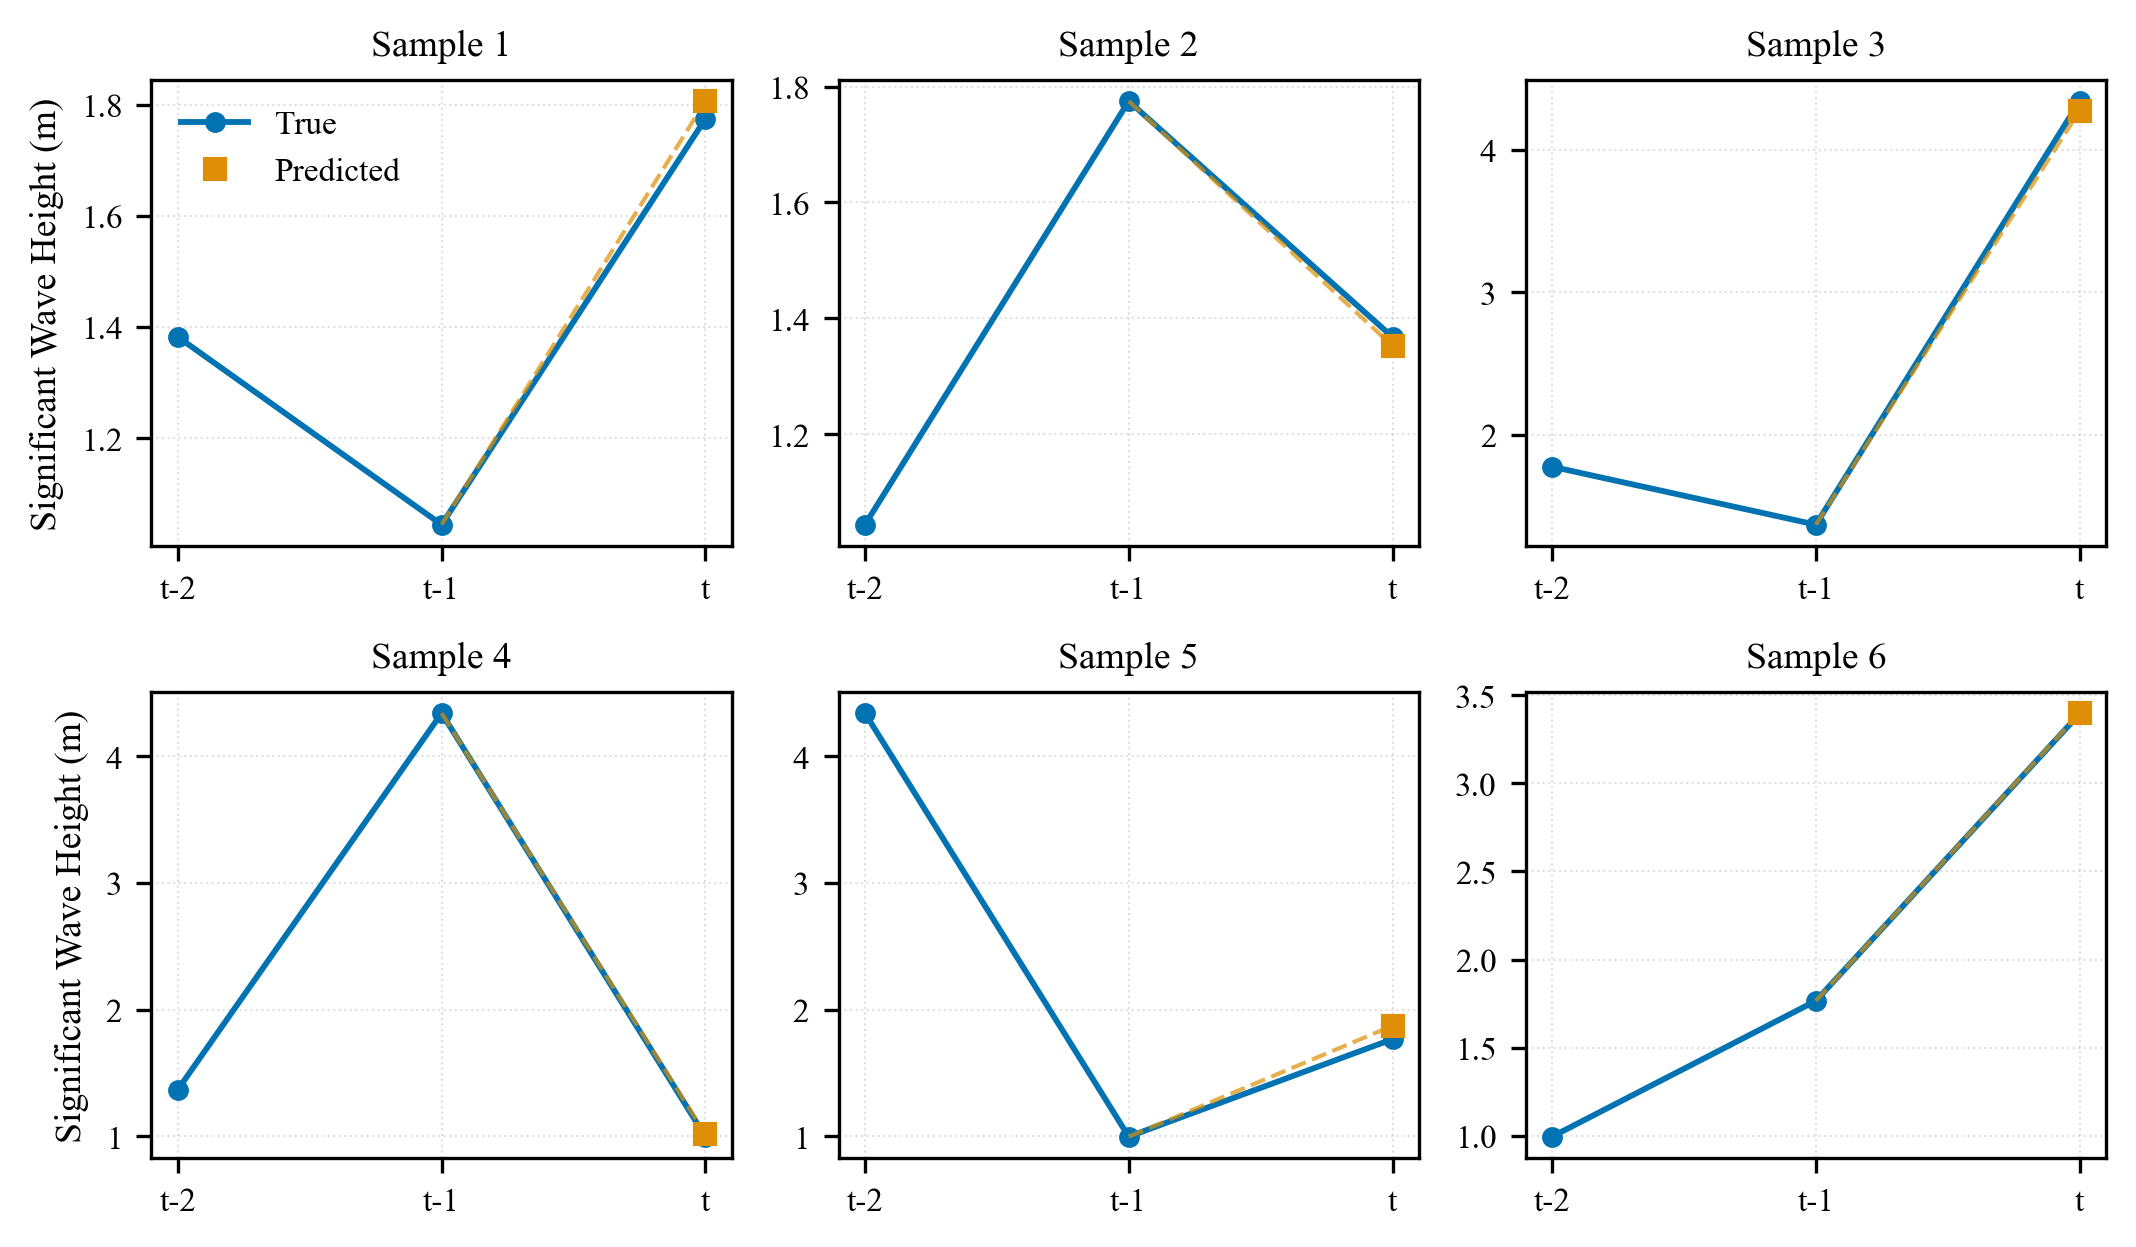 Sample 1
Significant Wave Height (m)
1.8
1.6
1.4
1.2
True
Predicted
t-2 t-1 t
Sample 2
1.8
1.6
1.4
1.2
t-2 t-1 t
Sample 3
4
3
2
t-2 t-1 t
Sample 4
Significant Wave Height (m)
4
3
2
1
t-2 t-1 t
Sample 5
4
3
2
1
t-2 t-1 t
Sample 6
3.5
3.0
2.5
2.0
1.5
1.0
t-2 t-1 t